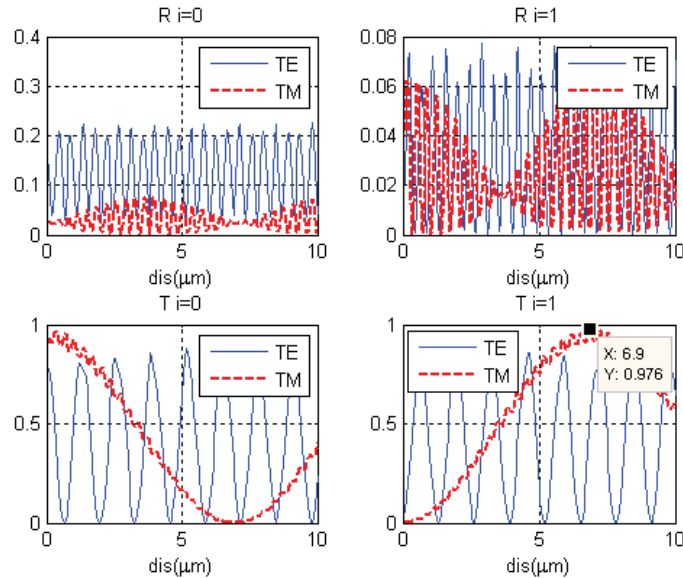 R i=0
0.4
0.3
0.2
0.1
0
0
5
10
dis(μm)
TE
TM
R i=1
0.08
0.06
0.04
0.02
0
0
5
10
dis(μm)
TE
TM
T i=0
1
0.5
0
0
5
10
dis(μm)
TE
TM
T i=1
1
0.5
0
0
5
10
dis(μm)
TE
TM
X: 6.9
Y: 0.976